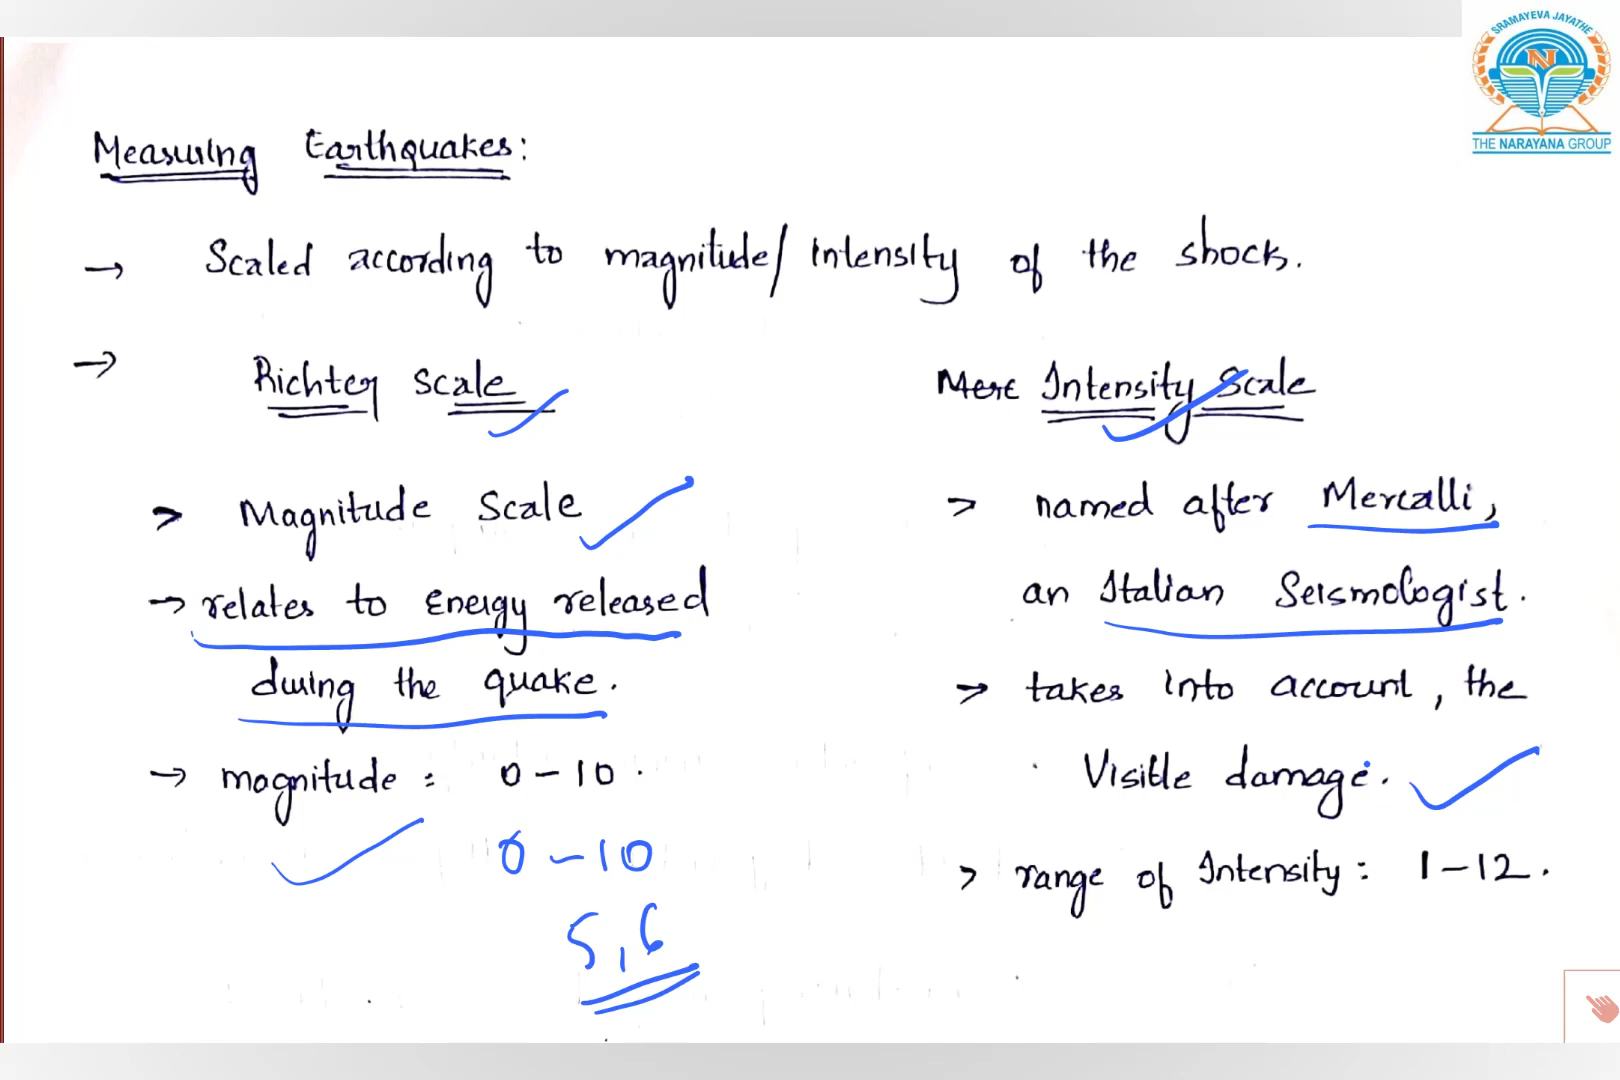 SRAMAYEVA JAYATHE
N
THE NARAYANA GROUP
Measuring Earthquakes:
→ Scaled according to magnitude/intensity of the shock.
→ Richter scale
> Magnitude Scale
→ relates to Energy released
during the quake.
→ magnitude: 0-10.
0-10
5,6
Intensity Scale
> named after Mercalli,
an Italian Seismologist.
> takes into account, the
Visible damage.
> range of Intensity: 1-12.